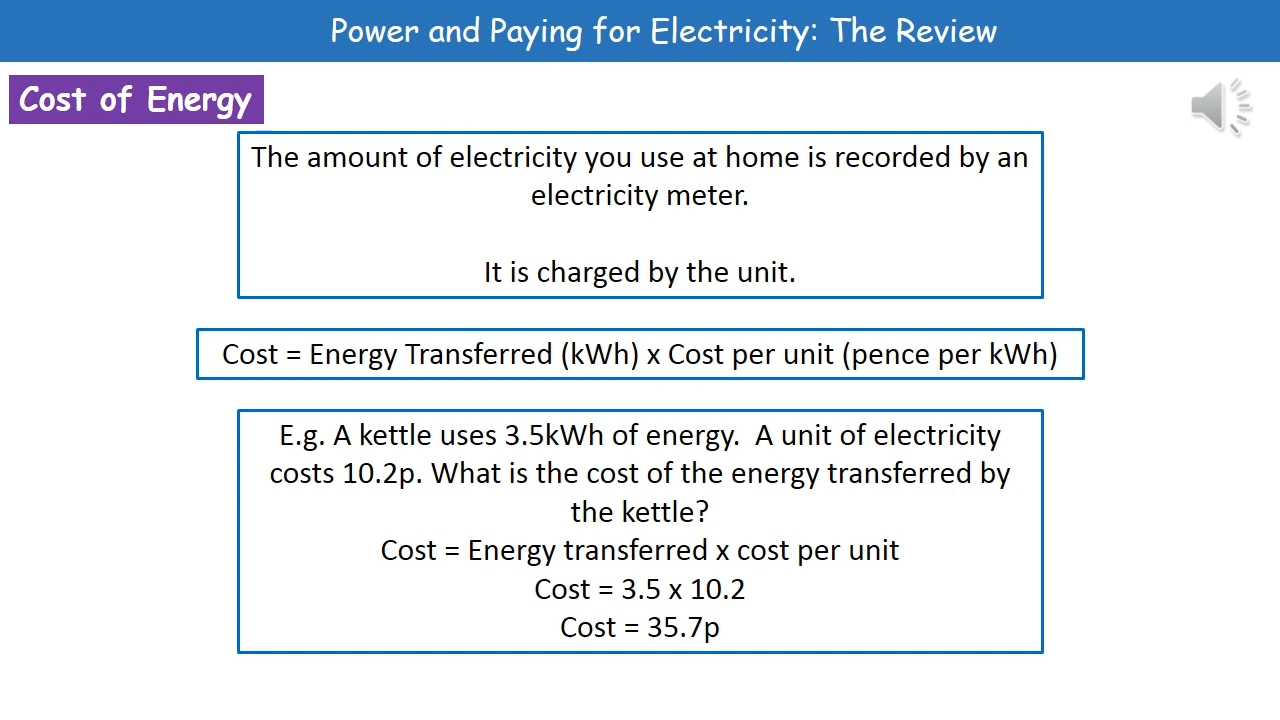 Power and Paying for Electricity: The Review
Cost of Energy
The amount of electricity you use at home is recorded by an
electricity meter.
It is charged by the unit.
Cost = Energy Transferred (kWh) x Cost per unit (pence per kWh)
E.g. A kettle uses 3.5kWh of energy.  A unit of electricity
costs 10.2p. What is the cost of the energy transferred by
the kettle?
Cost = Energy transferred x cost per unit
Cost = 3.5 x 10.2
Cost = 35.7p